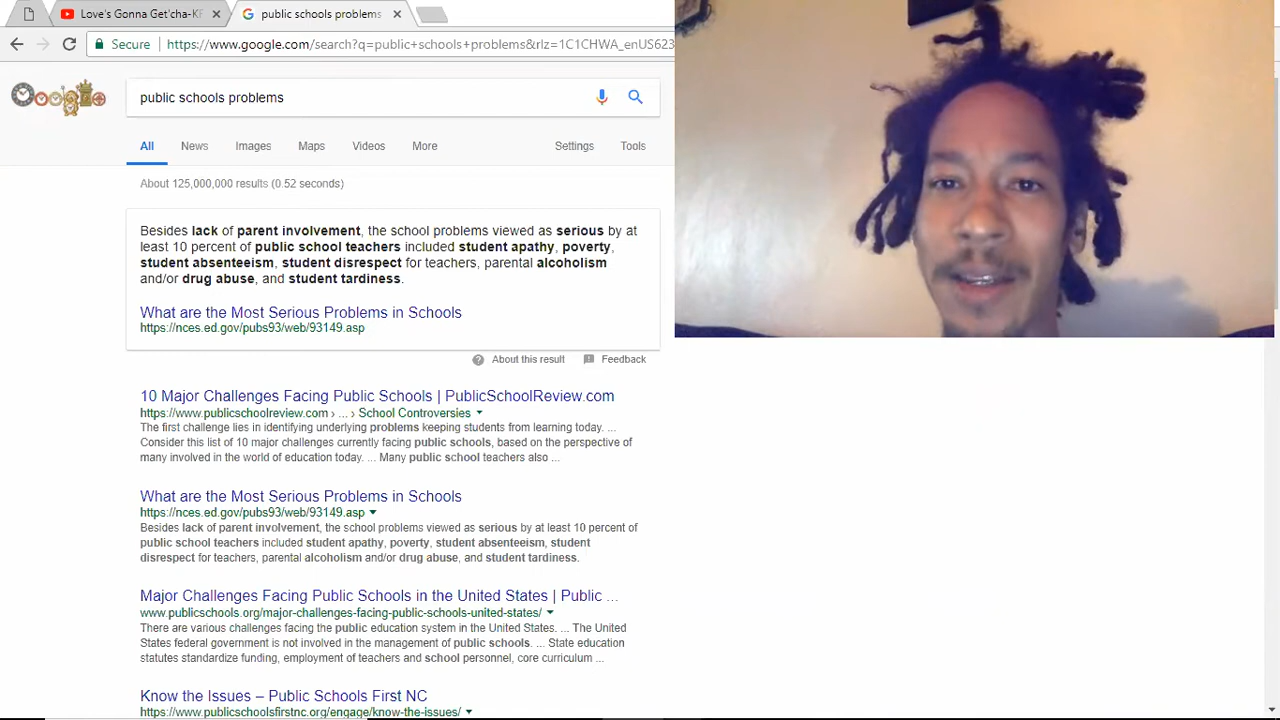 Love's Gonna Get'cha-K
public schools problems
Secure
https://www.google.com/search?q=public+schools+problems&rlz=1C1CHWA_enUS623
public schools problems
All News Images Maps Videos More Settings Tools
About 125,000,000 results (0.52 seconds)
Besides lack of parent involvement, the school problems viewed as serious by at
least 10 percent of public school teachers included student apathy, poverty,
student absenteeism, student disrespect for teachers, parental alcoholism
and/or drug abuse, and student tardiness.
What are the Most Serious Problems in Schools
https://nces.ed.gov/pubs93/web/93149.asp
About this result Feedback
10 Major Challenges Facing Public Schools | PublicSchoolReview.com
https://www.publicschoolreview.com › ... › School Controversies
The first challenge lies in identifying underlying problems keeping students from learning today. ...
Consider this list of 10 major challenges currently facing public schools, based on the perspective of
many involved in the world of education today. ... Many public school teachers also ...
What are the Most Serious Problems in Schools
https://nces.ed.gov/pubs93/web/93149.asp
Besides lack of parent involvement, the school problems viewed as serious by at least 10 percent of
public school teachers included student apathy, poverty, student absenteeism, student
disrespect for teachers, parental alcoholism and/or drug abuse, and student tardiness.
Major Challenges Facing Public Schools in the United States | Public ...
www.publicschools.org/major-challenges-facing-public-schools-united-states/
There are various challenges facing the public education system in the United States. ... The United
States federal government is not involved in the management of public schools. ... State education
statutes standardize funding, employment of teachers and school personnel, core curriculum ...
Know the Issues – Public Schools First NC
https://www.publicschoolsfirstnc.org/engage/know-the-issues/